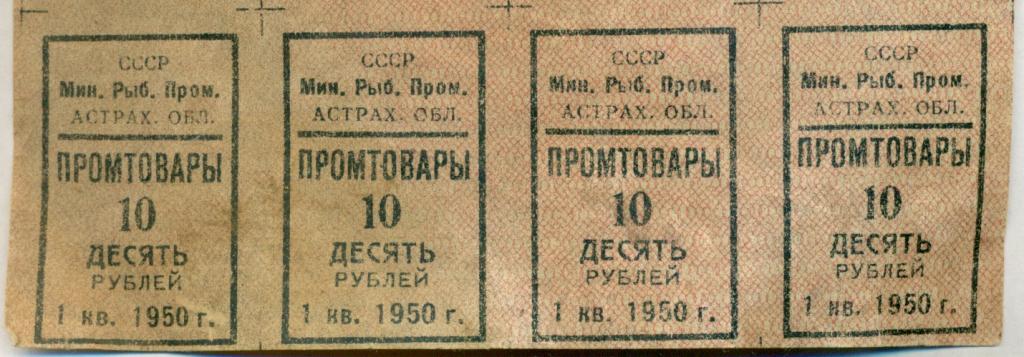 СССР
Мин. Рыб. Пром.
АСТРАХ. ОБЛ.
ПРОМТОВАРЫ
10
ДЕСЯТЬ
РУБЛЕЙ
1 кв. 1950 г.
СССР
Мин. Рыб. Пром.
АСТРАХ. ОБЛ.
ПРОМТОВАРЫ
10
ДЕСЯТЬ
РУБЛЕЙ
1 кв. 1950 г.
СССР
Мин. Рыб. Пром.
АСТРАХ. ОБЛ.
ПРОМТОВАРЫ
10
ДЕСЯТЬ
РУБЛЕЙ
1 кв. 1950 г.
СССР
Мин. Рыб. Пром.
АСТРАХ. ОБЛ.
ПРОМТОВАРЫ
10
ДЕСЯТЬ
РУБЛЕЙ
1 кв. 1950 г.